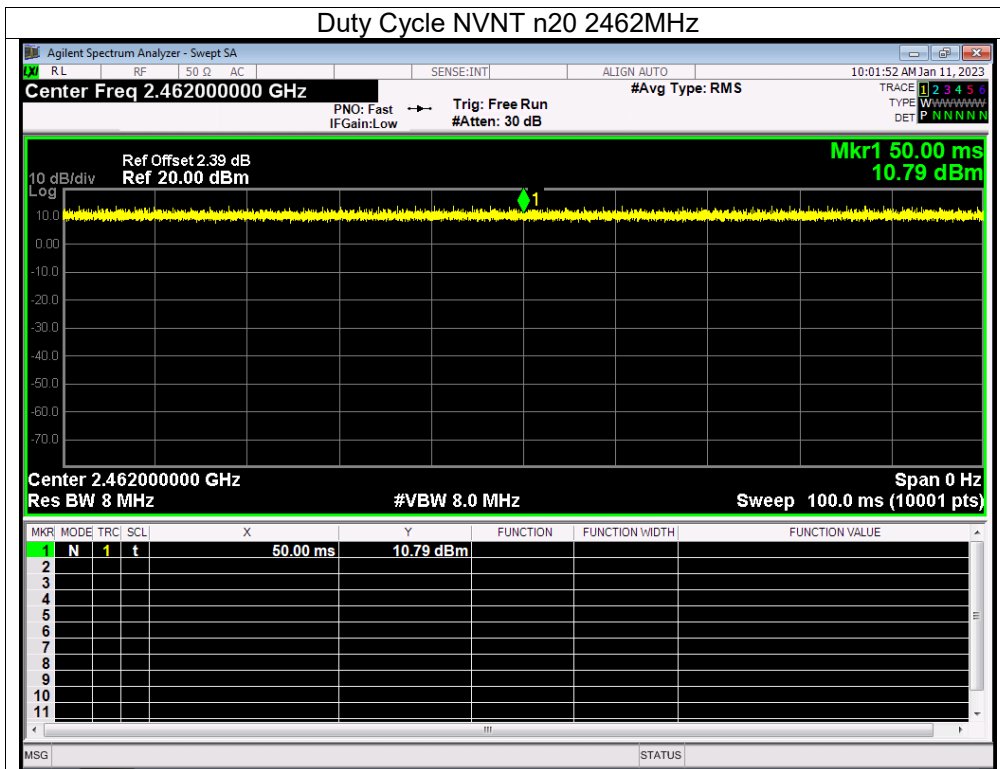 Duty Cycle NVNT n20 2462MHz
Agilent Spectrum Analyzer - Swept SA
LXI RL RF 50 Ω AC SENSE:INT ALIGN AUTO 10:01:52 AM Jan 11, 2023
Center Freq 2.462000000 GHz #Avg Type: RMS TRACE 1 2 3 4 5 6
PNO: Fast Trig: Free Run TYPE WWWWWW
IFGain:Low #Atten: 30 dB DET P N N N N N
Mkr1 50.00 ms
Ref Offset 2.39 dB
10 dB/div Ref 20.00 dBm 10.79 dBm
Log
1
10.0
0.00
-10.0
-20.0
-30.0
-40.0
-50.0
-60.0
-70.0
Center 2.462000000 GHz Span 0 Hz
Res BW 8 MHz #VBW 8.0 MHz Sweep 100.0 ms (10001 pts)
MKR MODE TRC SCL X Y FUNCTION FUNCTION WIDTH FUNCTION VALUE
1 N 1 t 50.00 ms 10.79 dBm
2
3
4
5
6
7
8
9
10
11
MSG STATUS